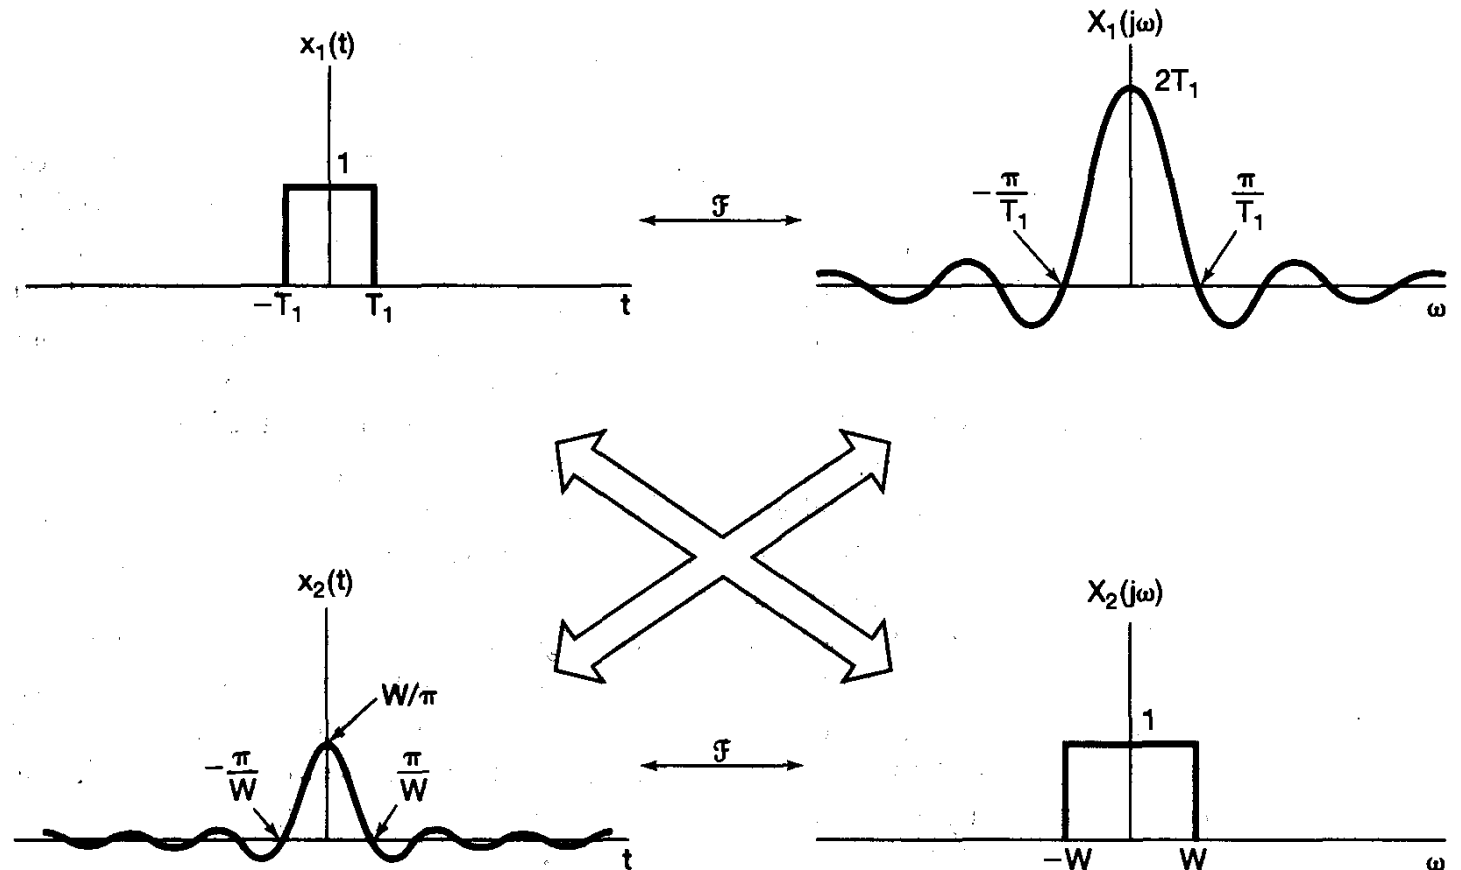 x₁(t)
1
-T₁
T₁
t
ℱ
X₁(jω)
2T₁
-π/T₁
π/T₁
ω
x₂(t)
W/π
-π/W
π/W
t
ℱ
X₂(jω)
1
-W
W
ω